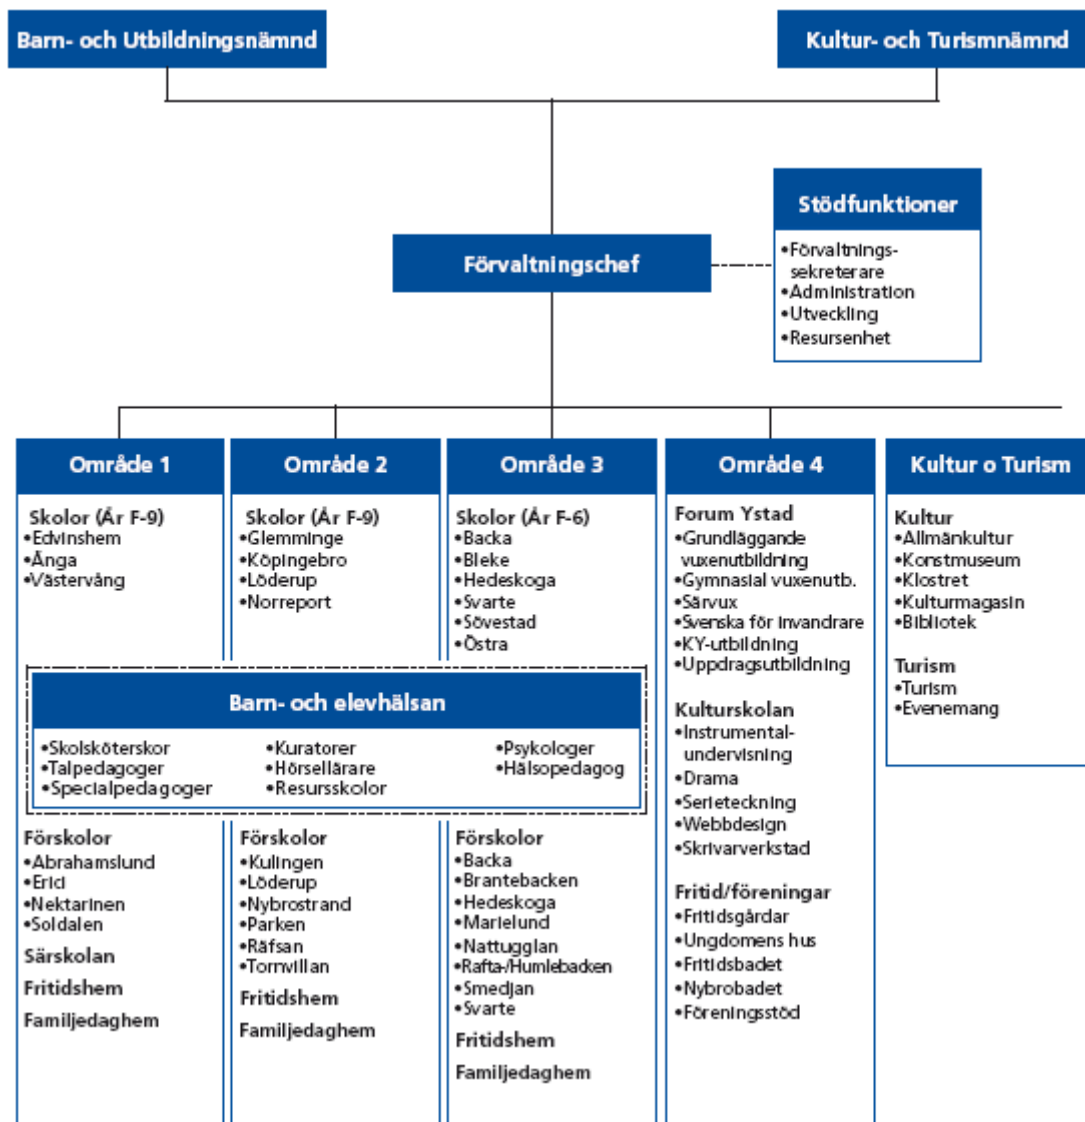 Barn- och Utbildningsnämnd
Kultur- och Turismnämnd
Stödfunktioner
•Förvaltnings-
sekreterare
•Administration
•Utveckling
•Resursenhet
Förvaltningschef
Område 1
Skolor (År F-9)
•Edvinshem
•Änga
•Västervång
Område 2
Skolor (År F-9)
•Glemminge
•Köpingebro
•Löderup
•Norreport
Område 3
Skolor (År F-6)
•Backa
•Bleke
•Hedeskoga
•Svarte
•Sövestad
•Östra
Barn- och elevhälsan
•Skolsköterskor
•Talpedagoger
•Specialpedagoger
•Kuratorer
•Hörsellärare
•Resursskolor
•Psykologer
•Hälsopedagog
Förskolor
•Abrahamslund
•Erici
•Nektarinen
•Soldalen
Särskolan
Fritidshem
Familjedaghem
Förskolor
•Kulingen
•Löderup
•Nybrostrand
•Parken
•Räfsan
•Tornvillan
Fritidshem
Familjedaghem
Förskolor
•Backa
•Brantebacken
•Hedeskoga
•Marielund
•Nattugglan
•Rafta-/Humlebacken
•Smedjan
•Svarte
Fritidshem
Familjedaghem
Område 4
Forum Ystad
•Grundläggande
vuxenutbildning
•Gymnasial vuxenutb.
•Särvux
•Svenska för invandrare
•KY-utbildning
•Uppdragsutbildning
Kulturskolan
•Instrumental-
undervisning
•Drama
•Serieteckning
•Webbdesign
•Skrivarverkstad
Fritid/föreningar
•Fritidsgårdar
•Ungdomens hus
•Fritidsbadet
•Nybrobadet
•Föreningsstöd
Kultur o Turism
Kultur
•Allmänkultur
•Konstmuseum
•Klostret
•Kulturmagasin
•Bibliotek
Turism
•Turism
•Evenemang